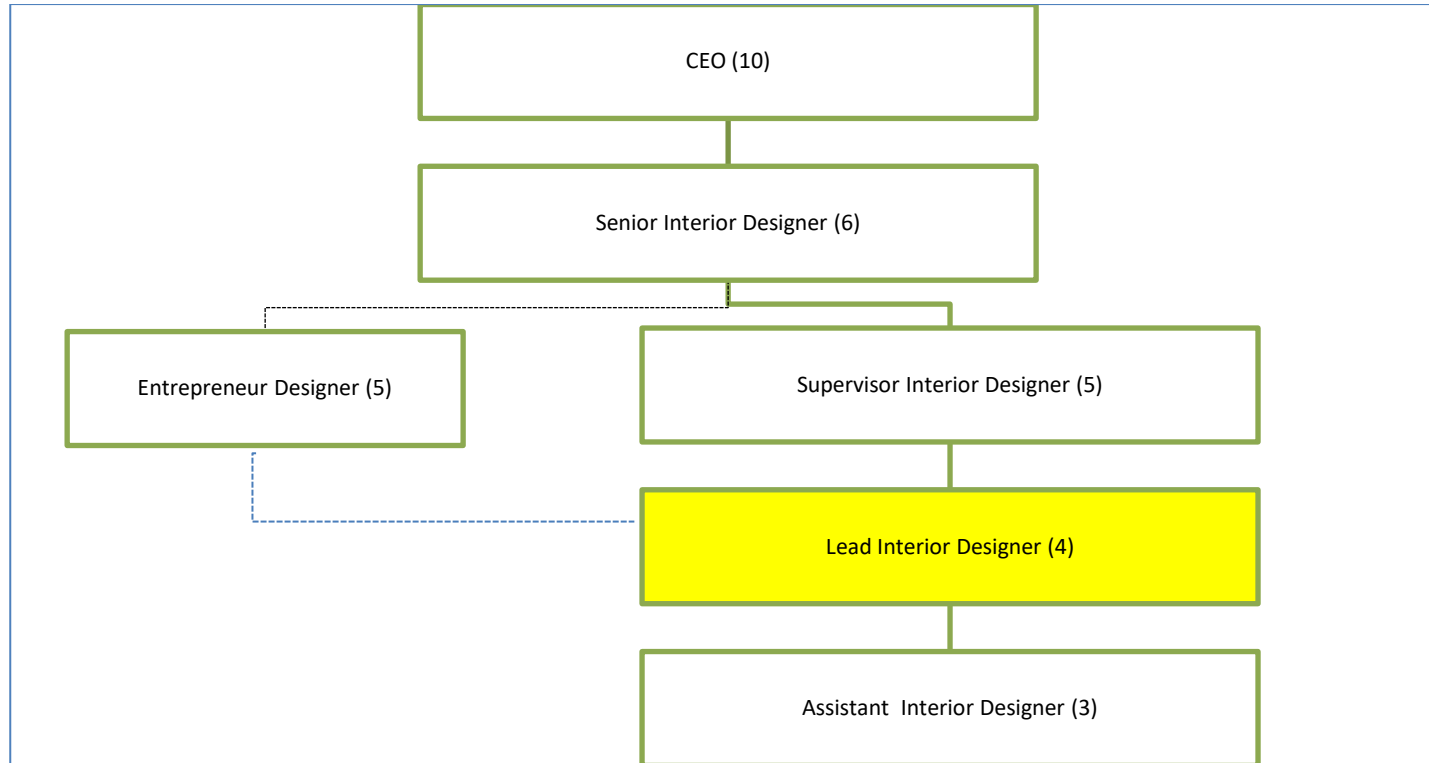 CEO (10)
Senior Interior Designer (6)
Entrepreneur Designer (5)
Supervisor Interior Designer (5)
Lead Interior Designer (4)
Assistant  Interior Designer (3)